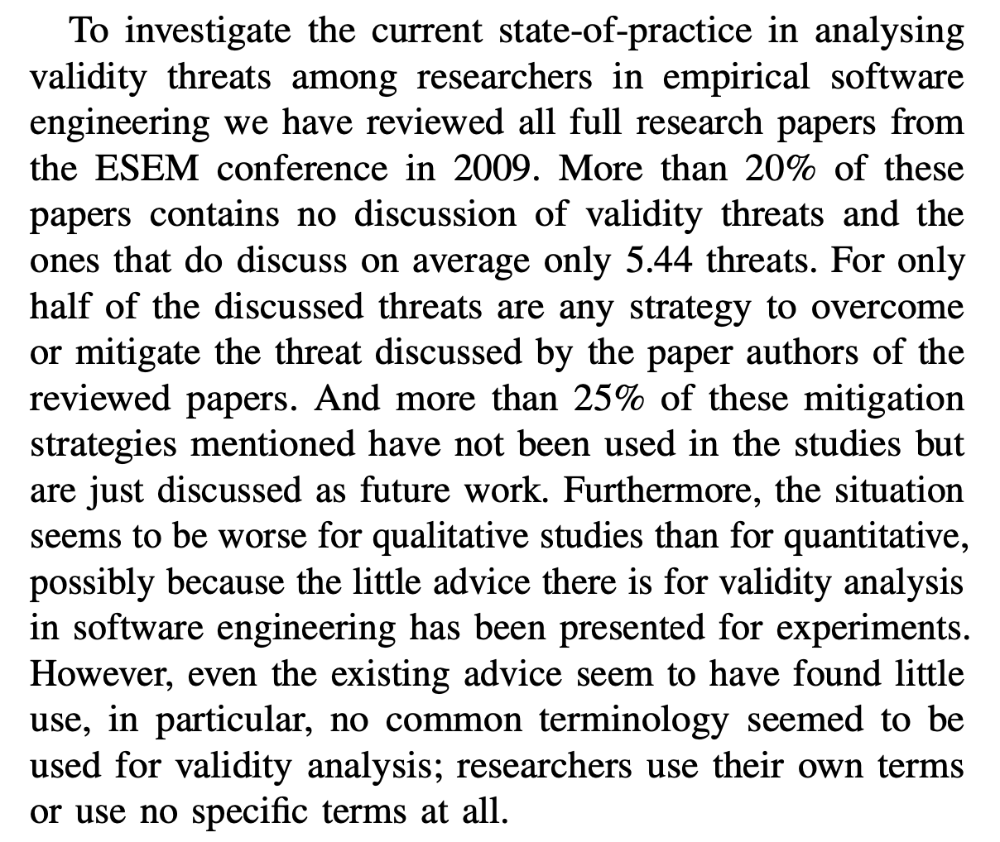 To investigate the current state-of-practice in analysing
validity threats among researchers in empirical software
engineering we have reviewed all full research papers from
the ESEM conference in 2009. More than 20% of these
papers contains no discussion of validity threats and the
ones that do discuss on average only 5.44 threats. For only
half of the discussed threats are any strategy to overcome
or mitigate the threat discussed by the paper authors of the
reviewed papers. And more than 25% of these mitigation
strategies mentioned have not been used in the studies but
are just discussed as future work. Furthermore, the situation
seems to be worse for qualitative studies than for quantitative,
possibly because the little advice there is for validity analysis
in software engineering has been presented for experiments.
However, even the existing advice seem to have found little
use, in particular, no common terminology seemed to be
used for validity analysis; researchers use their own terms
or use no specific terms at all.